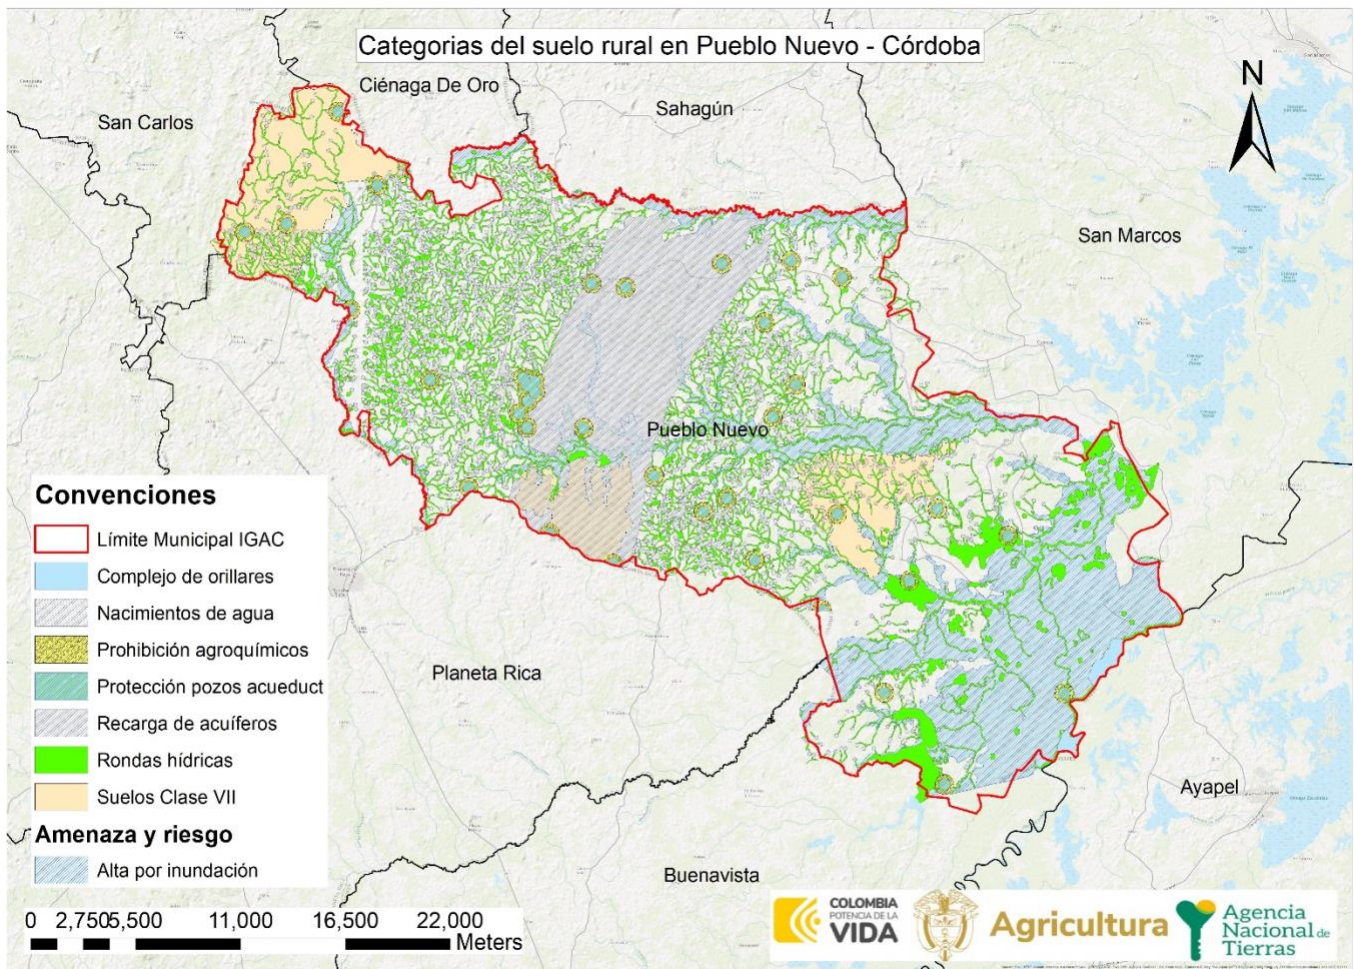 Categorias del suelo rural en Pueblo Nuevo - Córdoba
N
Ciénaga De Oro
San Carlos
Sahagún
San Marcos
Pueblo Nuevo
Planeta Rica
Ayapel
Buenavista
Convenciones
Límite Municipal IGAC
Complejo de orillares
Nacimientos de agua
Prohibición agroquímicos
Protección pozos acueduct
Recarga de acuíferos
Rondas hídricas
Suelos Clase VII
Amenaza y riesgo
Alta por inundación
0 2,7505,500 11,000 16,500 22,000
Meters
COLOMBIA
POTENCIA DE LA
VIDA
Agricultura
Agencia
Nacional de
Tierras